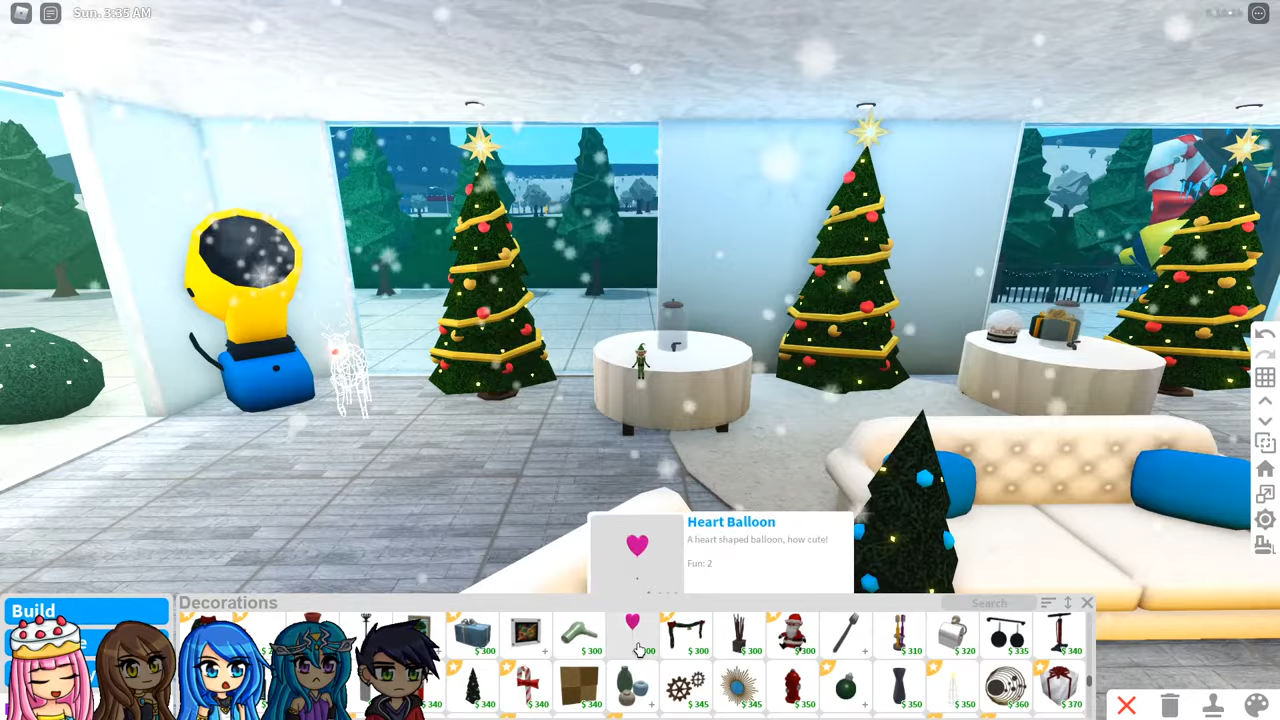 Sun. 3:35 AM
Heart Balloon
A heart shaped balloon, how cute!
Fun: 2
Build
Decorations
Search
$ 300
$ 300
$ 300
$ 300
$ 300
$ 310
$ 320
$ 335
$ 340
$ 340
$ 340
$ 340
$ 345
$ 345
$ 350
$ 350
$ 350
$ 350
$ 360
$ 370